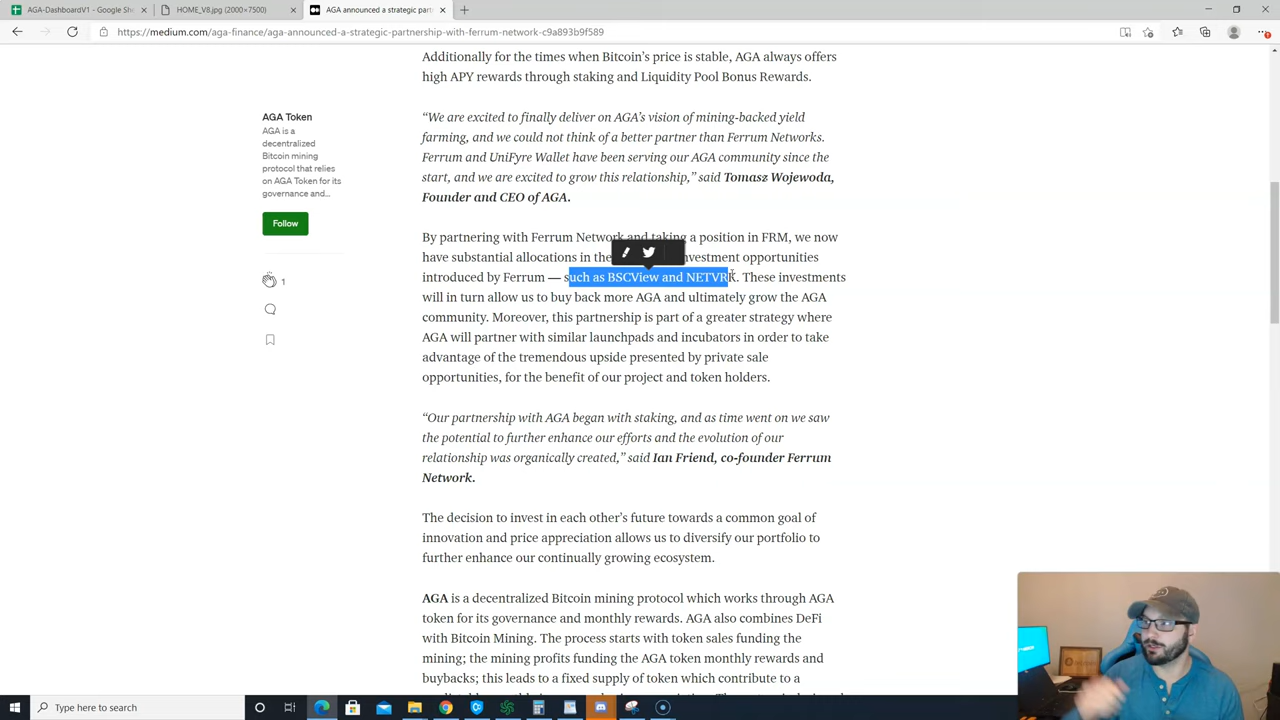 AGA-DashboardV1 - Google Sli
HOME_V8.jpg (2000×7500)
AGA announced a strategic part
https://medium.com/aga-finance/aga-announced-a-strategic-partnership-with-ferrum-network-c9a893b9f589
Additionally for the times when Bitcoin's price is stable, AGA always offers
high APY rewards through staking and Liquidity Pool Bonus Rewards.
AGA Token
AGA is a
decentralized
Bitcoin mining
protocol that relies
on AGA Token for its
governance and...
Follow
1
“We are excited to finally deliver on AGA’s vision of mining-backed yield
farming, and we could not think of a better partner than Ferrum Networks.
Ferrum and UniFyre Wallet have been serving our AGA community since the
start, and we are excited to grow this relationship,” said Tomasz Wojewoda,
Founder and CEO of AGA.
By partnering with Ferrum Network and taking a position in FRM, we now
have substantial allocations in the nvestment opportunities
introduced by Ferrum — such as BSCView and NETVRK. These investments
will in turn allow us to buy back more AGA and ultimately grow the AGA
community. Moreover, this partnership is part of a greater strategy where
AGA will partner with similar launchpads and incubators in order to take
advantage of the tremendous upside presented by private sale
opportunities, for the benefit of our project and token holders.
“Our partnership with AGA began with staking, and as time went on we saw
the potential to further enhance our efforts and the evolution of our
relationship was organically created,” said Ian Friend, co-founder Ferrum
Network.
The decision to invest in each other’s future towards a common goal of
innovation and price appreciation allows us to diversify our portfolio to
further enhance our continually growing ecosystem.
AGA is a decentralized Bitcoin mining protocol which works through AGA
token for its governance and monthly rewards. AGA also combines DeFi
with Bitcoin Mining. The process starts with token sales funding the
mining; the mining profits funding the AGA token monthly rewards and
buybacks; this leads to a fixed supply of token which contribute to a
Type here to search